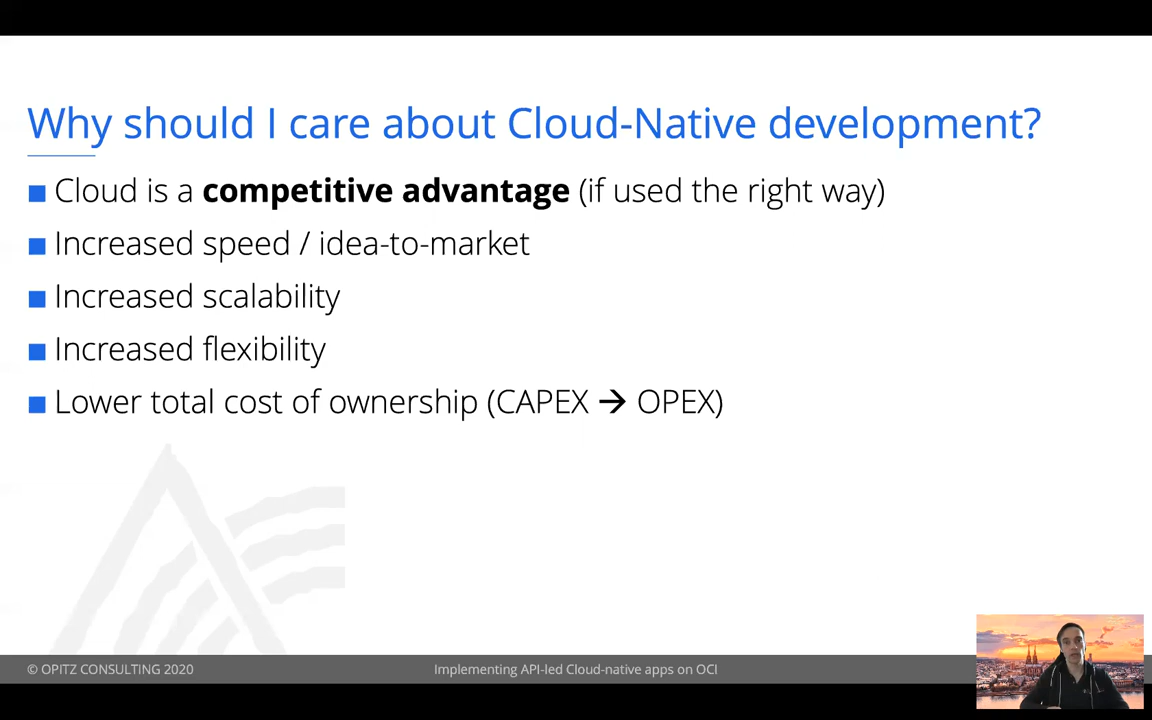 Why should I care about Cloud-Native development?
Cloud is a competitive advantage (if used the right way)
Increased speed / idea-to-market
Increased scalability
Increased flexibility
Lower total cost of ownership (CAPEX → OPEX)
© OPITZ CONSULTING 2020
Implementing API-led Cloud-native apps on OCI